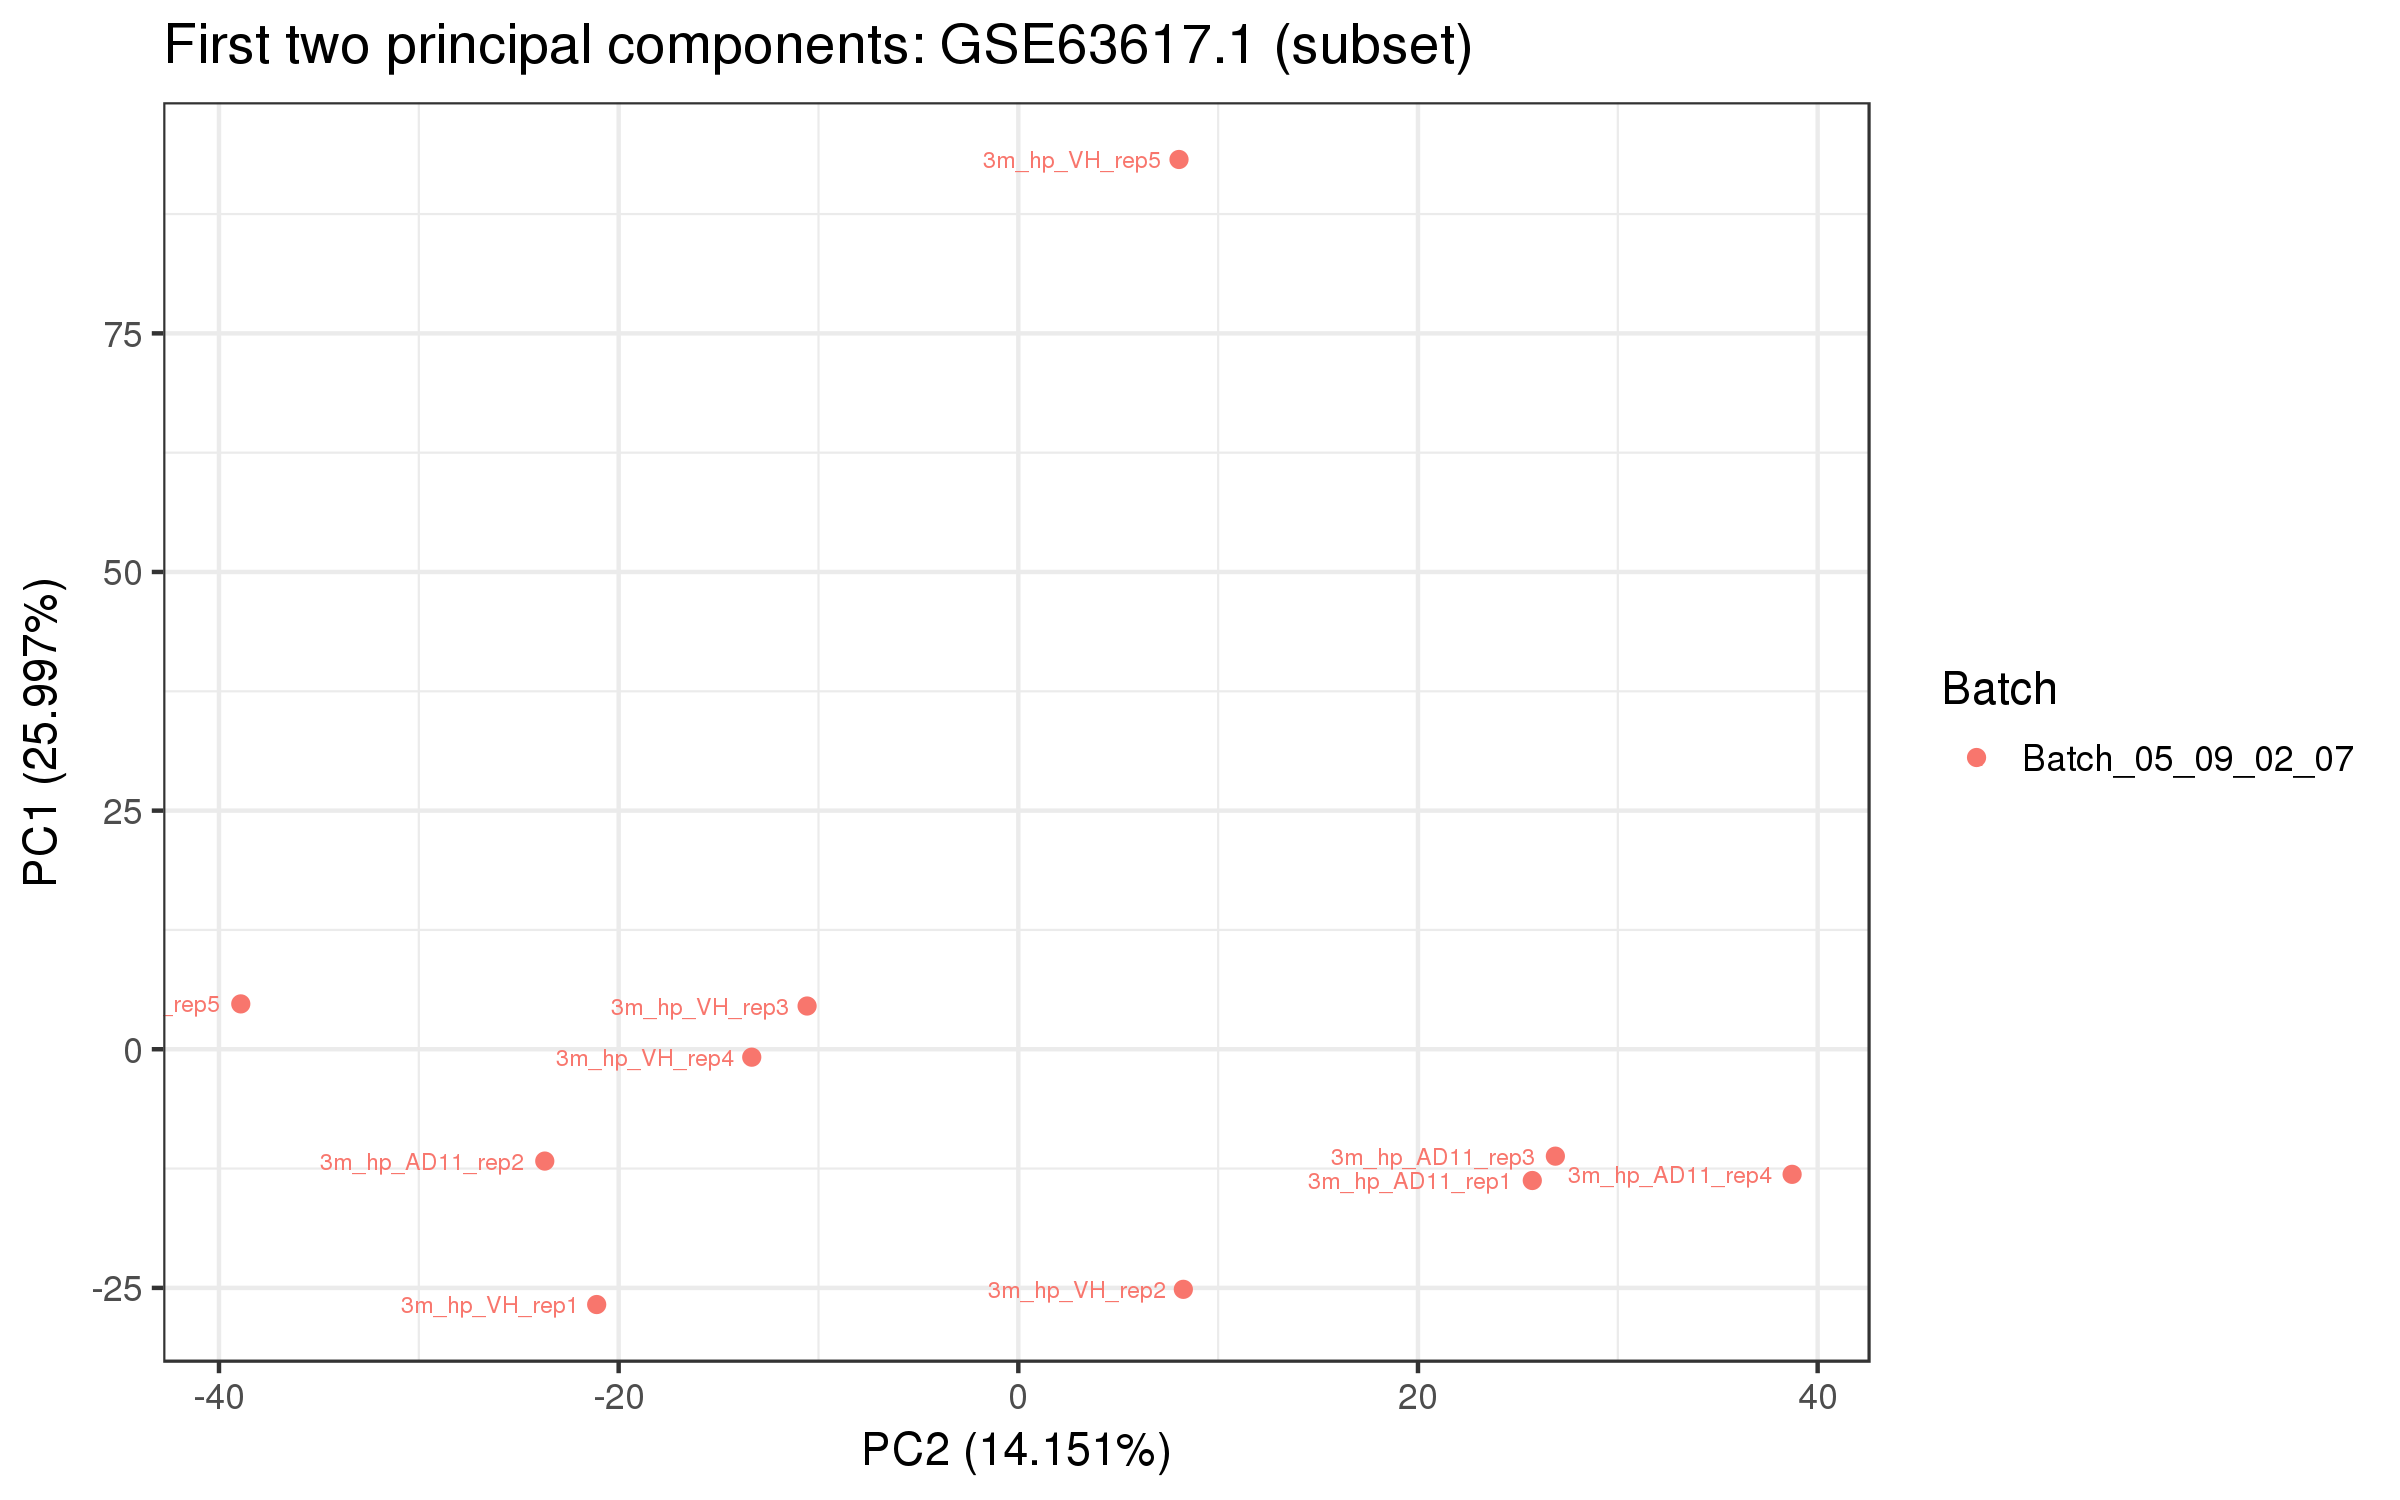 First two principal components: GSE63617.1 (subset)
3m_hp_VH_rep5
75
50
25
0
-25
PC1 (25.997%)
_rep5
3m_hp_VH_rep3
3m_hp_VH_rep4
3m_hp_AD11_rep2
3m_hp_AD11_rep3
3m_hp_AD11_rep1
3m_hp_AD11_rep4
3m_hp_VH_rep1
3m_hp_VH_rep2
-40
-20
0
20
40
PC2 (14.151%)
Batch
Batch_05_09_02_07